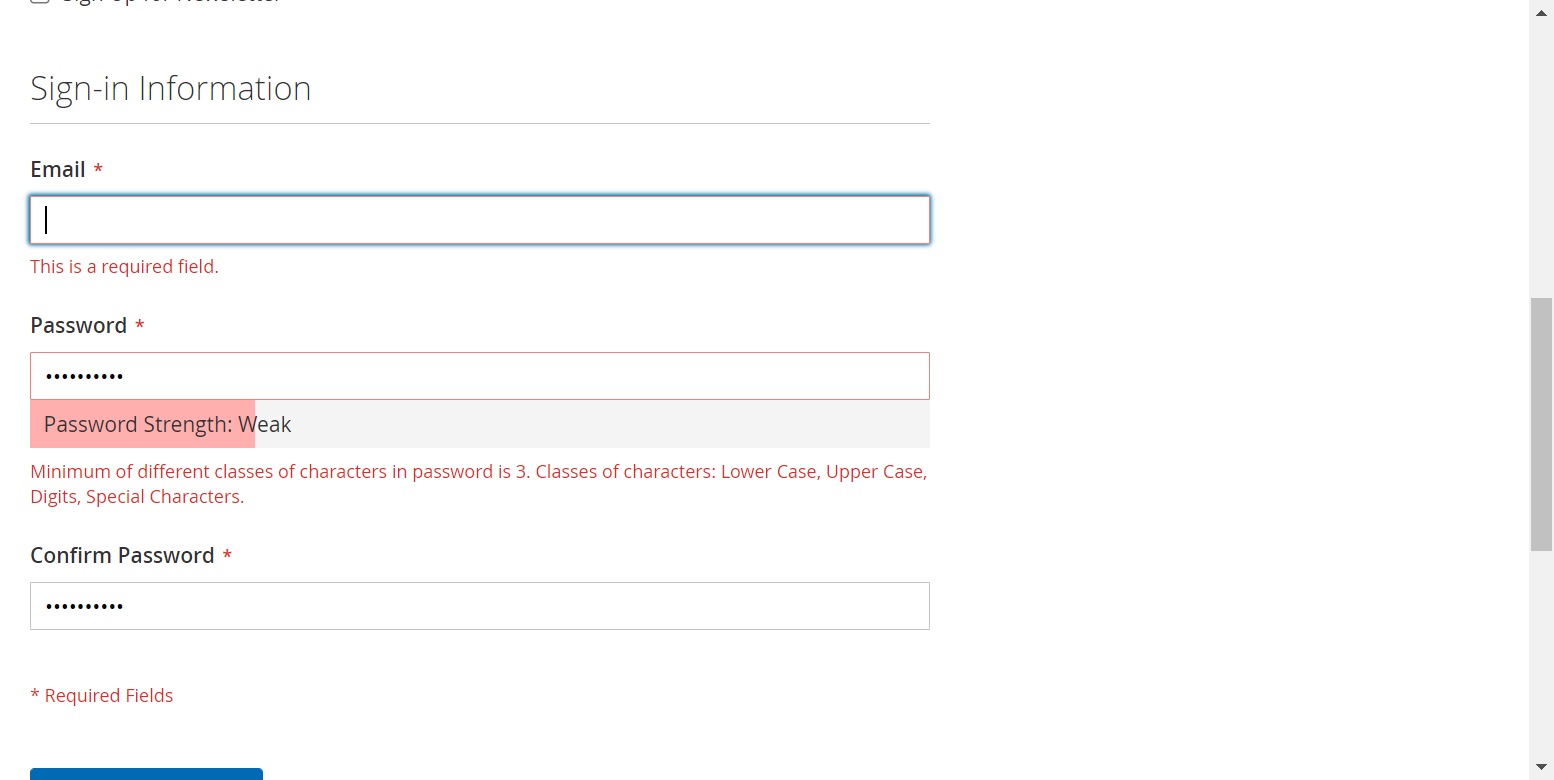 Sign-in Information
Email *
This is a required field.
Password *
••••••••••
Password Strength: Weak
Minimum of different classes of characters in password is 3. Classes of characters: Lower Case, Upper Case,
Digits, Special Characters.
Confirm Password *
••••••••••
* Required Fields